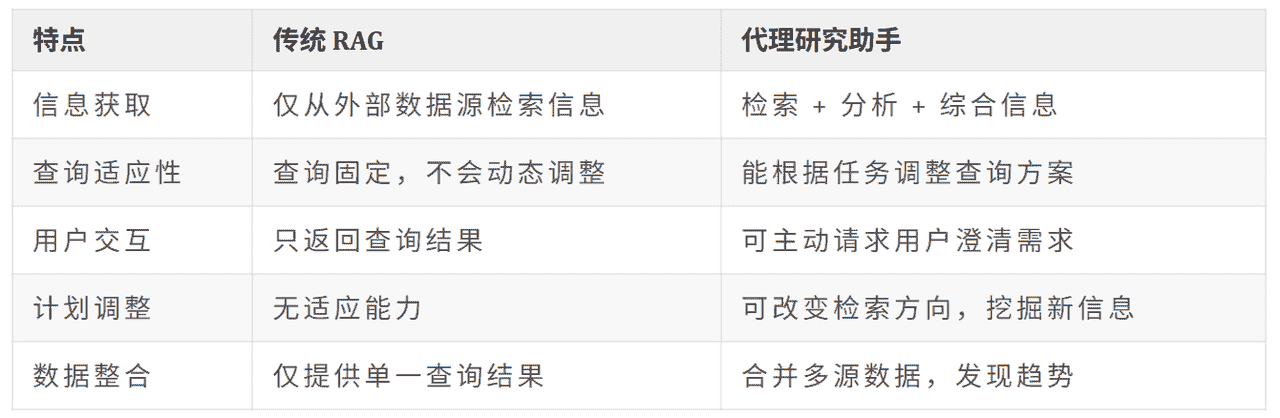 特点 传统 RAG 代理研究助手
信息获取 仅从外部数据源检索信息 检索 + 分析 + 综合信息
查询适应性 查询固定，不会动态调整 能根据任务调整查询方案
用户交互 只返回查询结果 可主动请求用户澄清需求
计划调整 无适应能力 可改变检索方向，挖掘新信息
数据整合 仅提供单一查询结果 合并多源数据，发现趋势